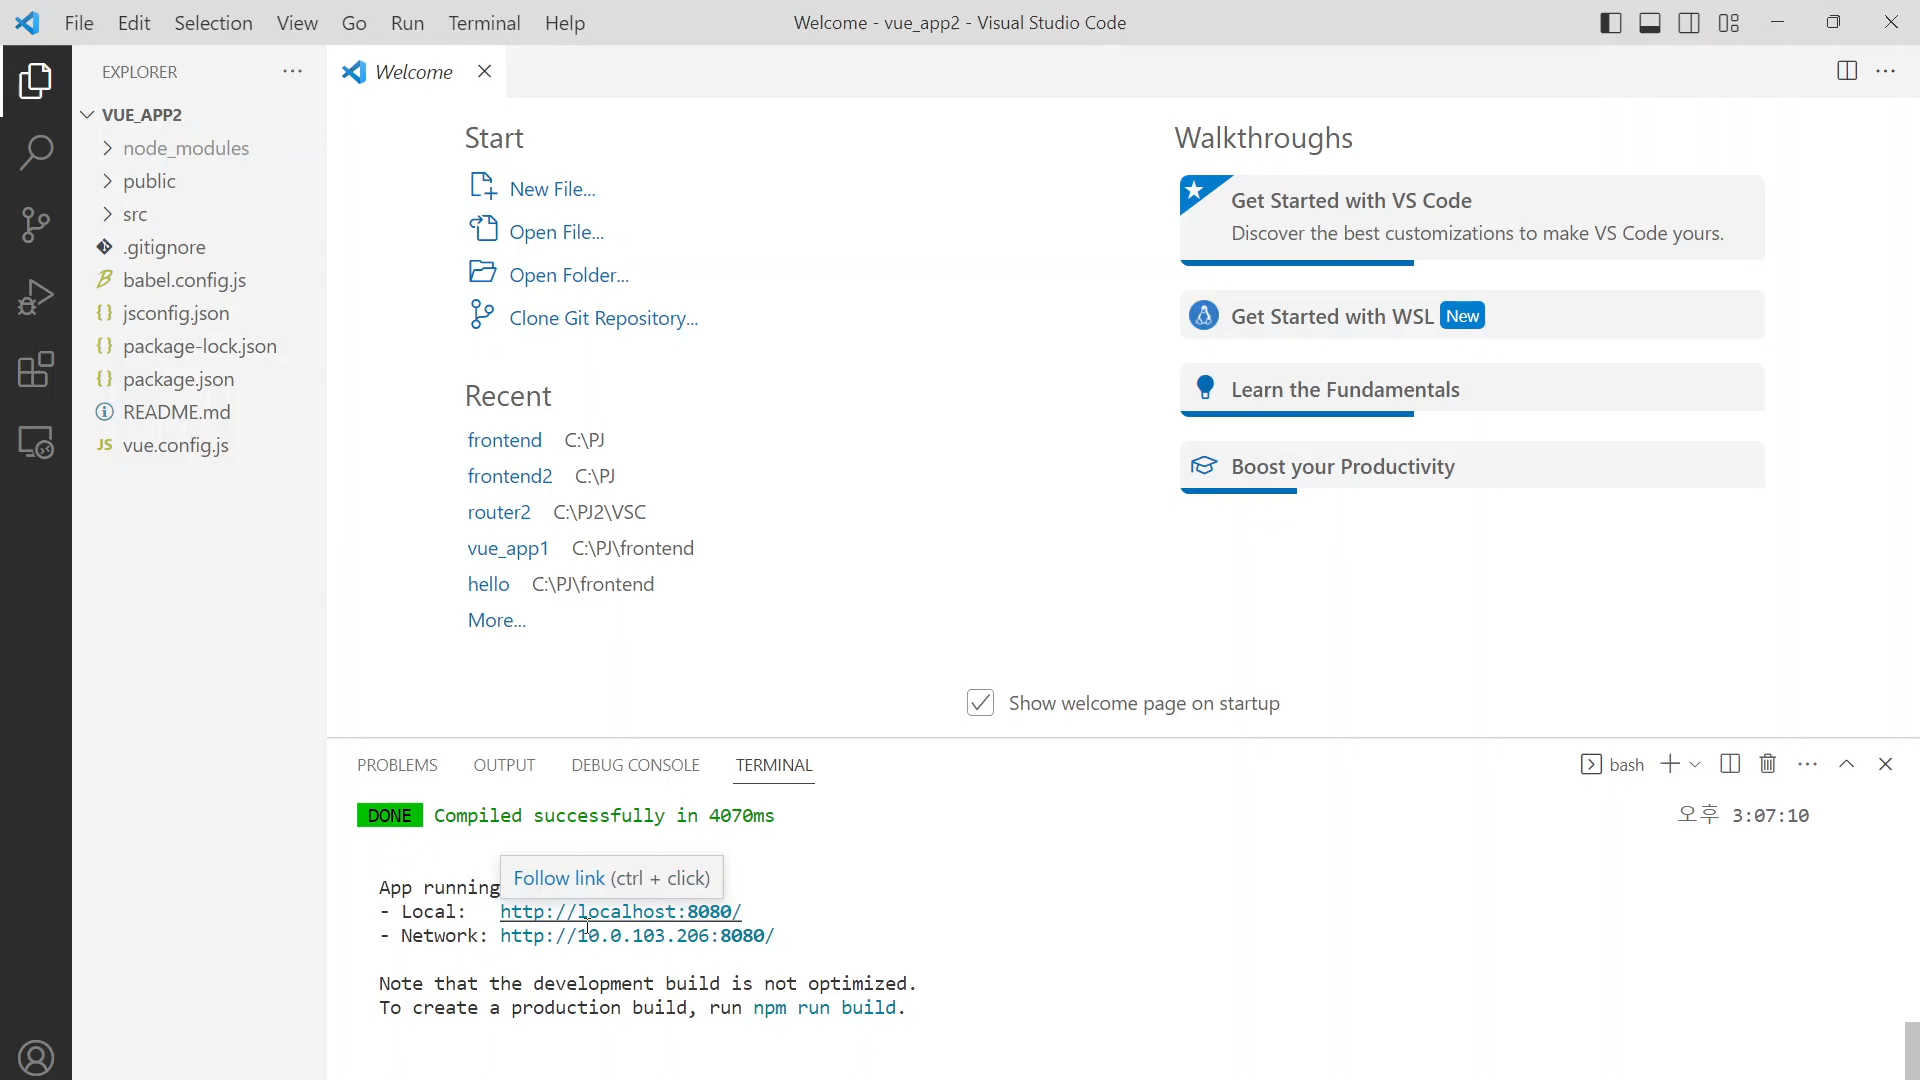 File Edit Selection View Go Run Terminal Help
Welcome - vue_app2 - Visual Studio Code
EXPLORER
VUE_APP2
node_modules
public
src
.gitignore
babel.config.js
jsconfig.json
package-lock.json
package.json
README.md
JS vue.config.js
Welcome
Start
New File...
Open File...
Open Folder...
Clone Git Repository...
Recent
frontend C:\PJ
frontend2 C:\PJ
router2 C:\PJ2\VSC
vue_app1 C:\PJ\frontend
hello C:\PJ\frontend
More...
Walkthroughs
Get Started with VS Code
Discover the best customizations to make VS Code yours.
Get Started with WSL New
Learn the Fundamentals
Boost your Productivity
Show welcome page on startup
PROBLEMS OUTPUT DEBUG CONSOLE TERMINAL
bash
DONE Compiled successfully in 4070ms 오후 3:07:10
Follow link (ctrl + click)
App running
- Local: http://localhost:8080/
- Network: http://10.0.103.206:8080/
Note that the development build is not optimized.
To create a production build, run npm run build.